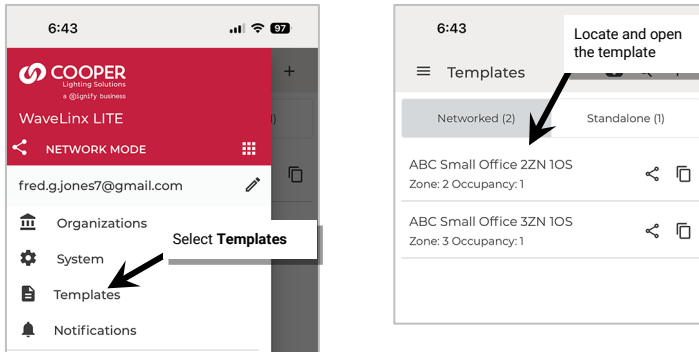 6:43
97
COOPER
Lighting Solutions
a Signify business
WaveLinx LITE
NETWORK MODE
fred.g.jones7@gmail.com
Organizations
System
Select Templates
Templates
Notifications
6:43
Locate and open
the template
Templates
Networked (2)
Standalone (1)
ABC Small Office 2ZN 1OS
Zone: 2 Occupancy: 1
ABC Small Office 3ZN 1OS
Zone: 3 Occupancy: 1